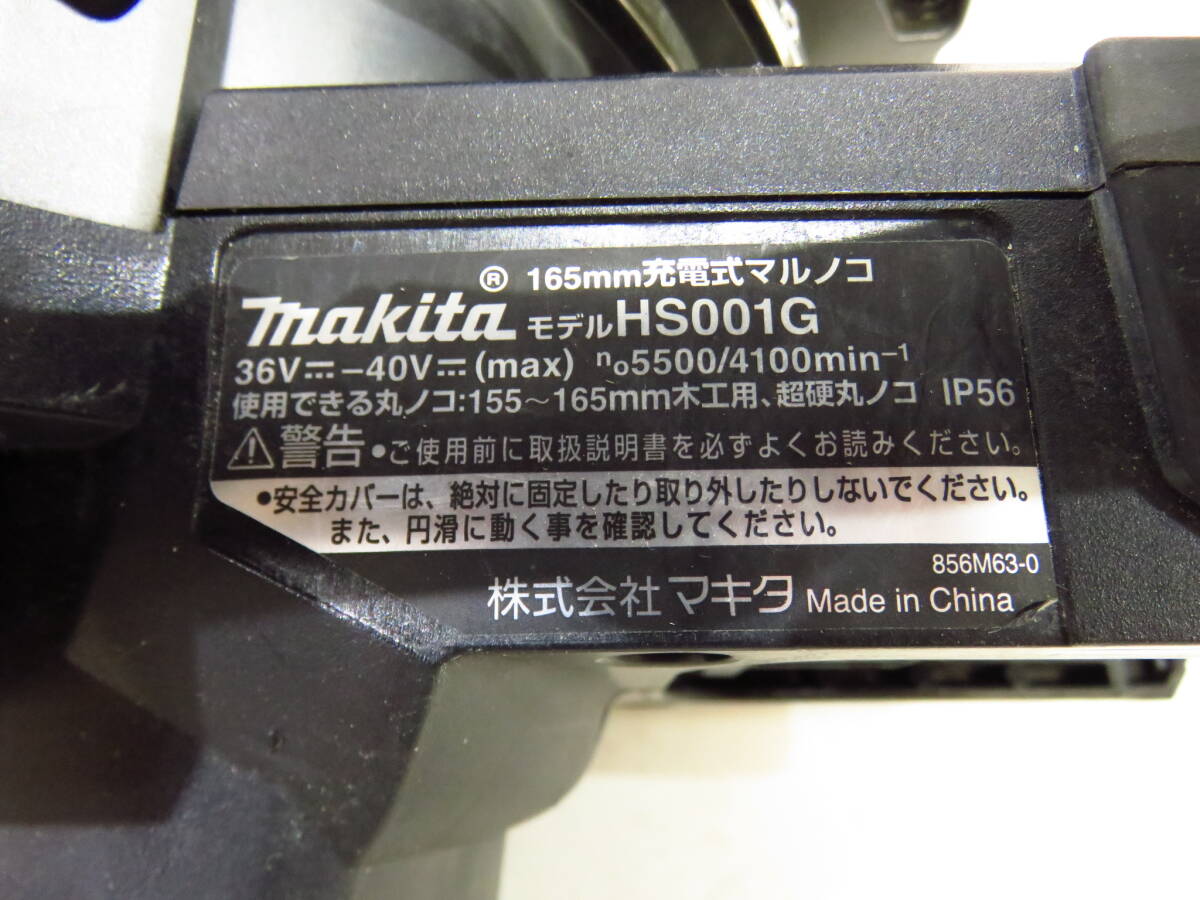 ® 165mm充電式マルノコ
makita モデルHS001G
36V⎓-40V⎓(max) n₀5500/4100min⁻¹
使用できる丸ノコ:155~165mm木工用、超硬丸ノコ IP56
⚠警告 •ご使用前に取扱説明書を必ずよくお読みください。
•安全カバーは、絶対に固定したり取り外したりしないでください。
また、円滑に動く事を確認してください。
856M63-0
株式会社マキタ Made in China